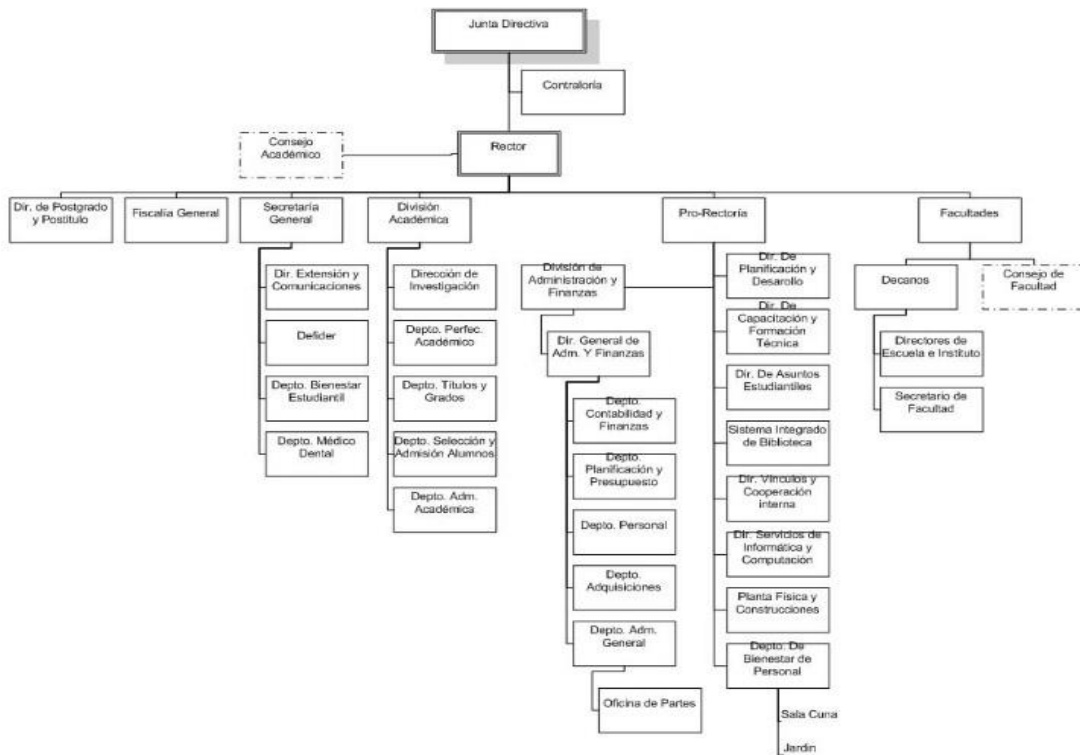 Junta Directiva
Contraloría
Consejo
Académico
Rector
Dir. de Postgrado
y Postitulo
Fiscalía General
Secretaría
General
División
Académica
Pro-Rectoría
Facultades
Dir. Extensión y
Comunicaciones
Defider
Depto. Bienestar
Estudiantil
Depto. Médico
Dental
Dirección de
Investigación
Depto. Perfec.
Académico
Depto. Títulos y
Grados
Depto. Selección y
Admisión Alumnos
Depto. Adm.
Académica
División de
Administración y
Finanzas
Dir. General de
Adm. Y Finanzas
Depto.
Contabilidad y
Finanzas
Depto.
Planificación y
Presupuesto
Depto. Personal
Depto.
Adquisiciones
Depto. Adm.
General
Oficina de Partes
Dir. De
Planificación y
Desarollo
Dir. De
Capacitación y
Formación
Técnica
Dir. De Asuntos
Estudiantiles
Sistema Integrado
de Biblioteca
Dir. Vínculos y
Cooperación
interna
Dir. Servicios de
Informática y
Computación
Planta Física y
Construcciones
Depto. De
Bienestar de
Personal
Sala Cuna
Jardín
Decanos
Consejo de
Facultad
Directores de
Escuela e Instituto
Secretario de
Facultad